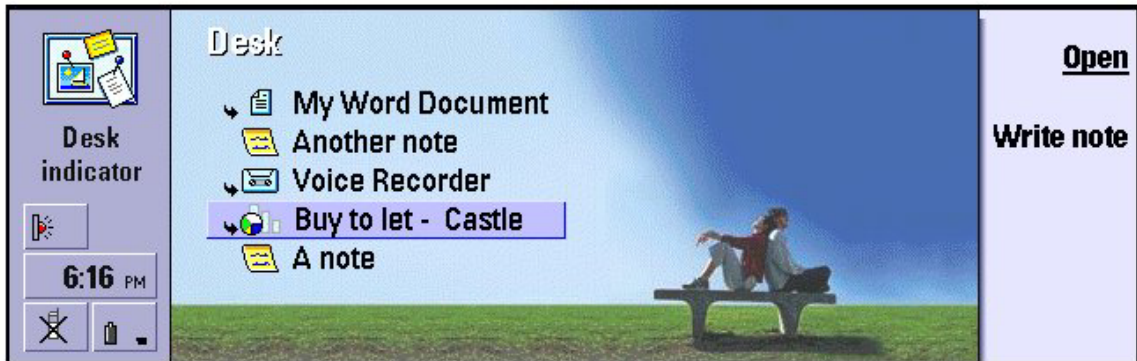 Desk
indicator
6:16 PM
Desk
My Word Document
Another note
Voice Recorder
Buy to let - Castle
A note
Open
Write note